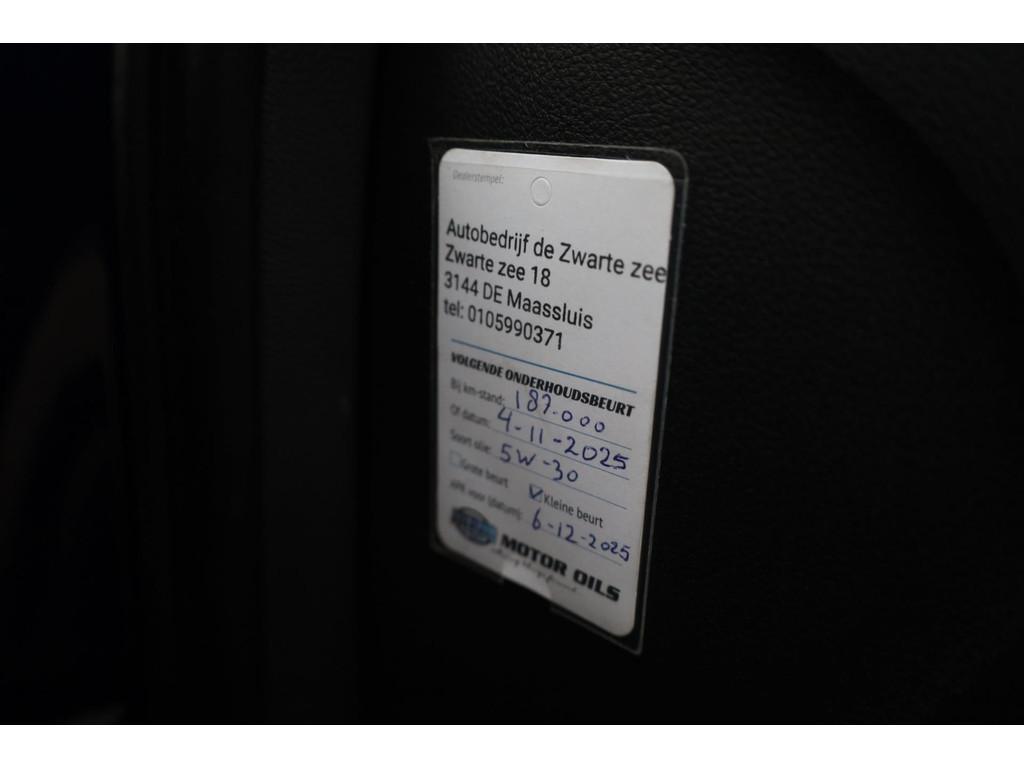 Dealerstempel:
Autobedrijf de Zwarte zee
Zwarte zee 18
3144 DE Maassluis
tel: 0105990371
VOLGENDE ONDERHOUDSBEURT
Bij km-stand: 187.000
Of datum: 4-11-2025
Soort olie: 5W-30
Grote beurt Kleine beurt
APK voor (datum): 6-12-2025
MOTOR OILS